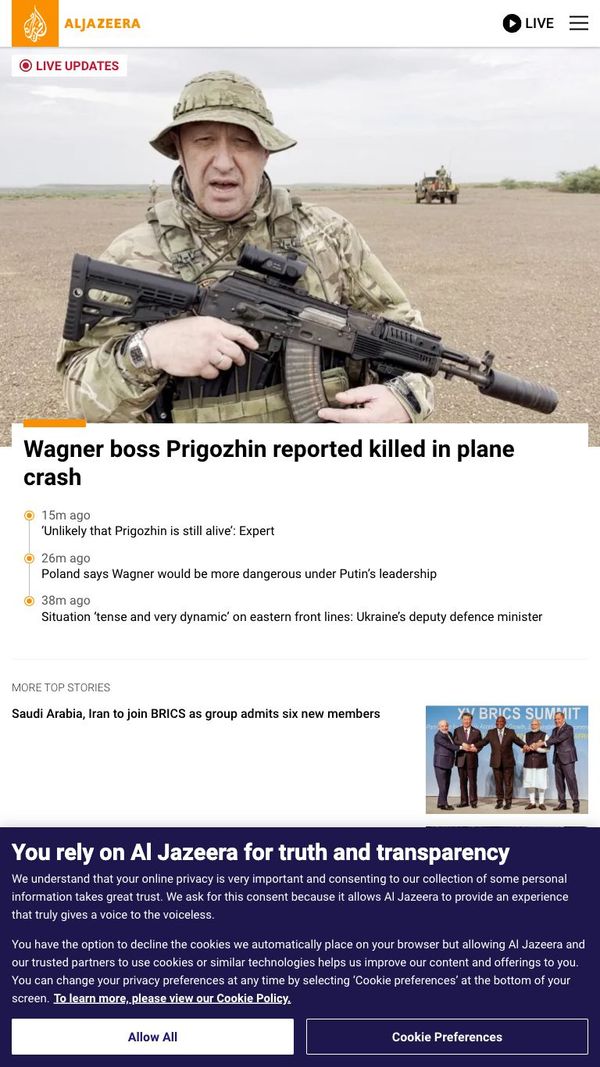 ALJAZEERA
LIVE
LIVE UPDATES
Wagner boss Prigozhin reported killed in plane
crash
15m ago
‘Unlikely that Prigozhin is still alive’: Expert
26m ago
Poland says Wagner would be more dangerous under Putin’s leadership
38m ago
Situation ‘tense and very dynamic’ on eastern front lines: Ukraine’s deputy defence minister
MORE TOP STORIES
Saudi Arabia, Iran to join BRICS as group admits six new members
XV BRICS SUMMIT
You rely on Al Jazeera for truth and transparency
We understand that your online privacy is very important and consenting to our collection of some personal
information takes great trust. We ask for this consent because it allows Al Jazeera to provide an experience
that truly gives a voice to the voiceless.
You have the option to decline the cookies we automatically place on your browser but allowing Al Jazeera and
our trusted partners to use cookies or similar technologies helps us improve our content and offerings to you.
You can change your privacy preferences at any time by selecting ‘Cookie preferences’ at the bottom of your
screen. To learn more, please view our Cookie Policy.
Allow All
Cookie Preferences